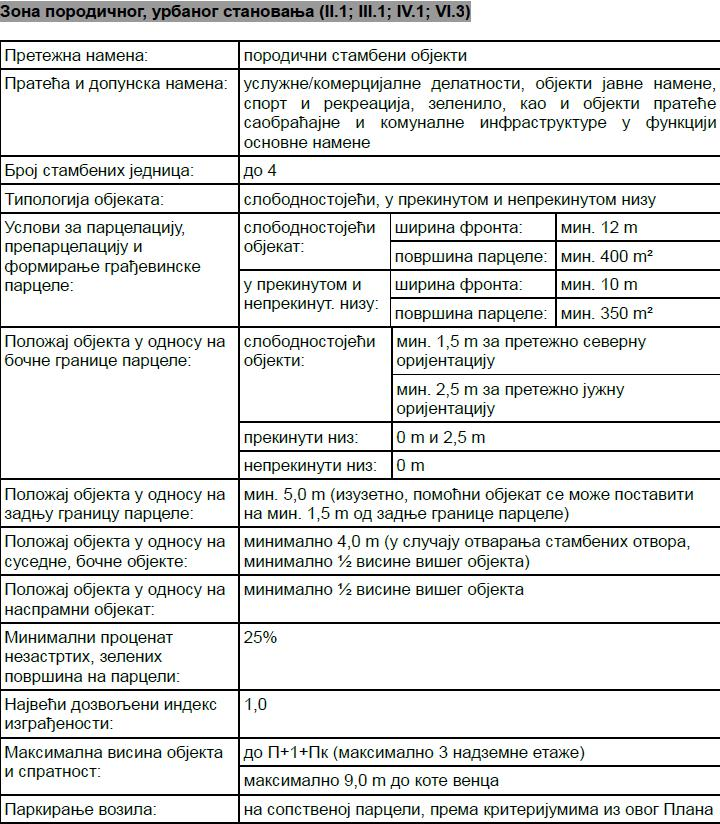 Зона породичног, урбаног становања (II.1; III.1; IV.1; VI.3)
Претежна намена:
породични стамбени објекти
Пратећа и допунска намена:
услужне/комерцијалне делатности, објекти јавне намене,
спорт и рекреација, зеленило, као и објекти пратеће
саобраћајне и комуналне инфраструктуре у функцији
основне намене
Број стамбених једница:
до 4
Типологија објеката:
слободностојећи, у прекинутом и непрекинутом низу
Услови за парцелацију,
препарцелацију и
формирање грађевинске
парцеле:
слободностојећи
објекат:
ширина фронта:
мин. 12 m
површина парцеле:
мин. 400 m²
у прекинутом и
непрекинут. низу:
ширина фронта:
мин. 10 m
површина парцеле:
мин. 350 m²
Положај објекта у односу на
бочне границе парцеле:
слободностојећи
објекти:
мин. 1,5 m за претежно северну
оријентацију
мин. 2,5 m за претежно јужну
оријентацију
прекинути низ:
0 m и 2,5 m
непрекинути низ:
0 m
Положај објекта у односу на
задњу границу парцеле:
мин. 5,0 m (изузетно, помоћни објекат се може поставити
на мин. 1,5 m од задње границе парцеле)
Положај објекта у односу на
суседне, бочне објекте:
минимално 4,0 m (у случају отварања стамбених отвора,
минимално ½ висине вишег објекта)
Положај објекта у односу на
наспрамни објекат:
минимално ½ висине вишег објекта
Минимални проценат
незастртих, зелених
површина на парцели:
25%
Највећи дозвољени индекс
изграђености:
1,0
Максимална висина објекта
и спратност:
до П+1+Пк (максимално 3 надземне етаже)
максимално 9,0 m до коте венца
Паркирање возила:
на сопственој парцели, према критеријумима из овог Плана